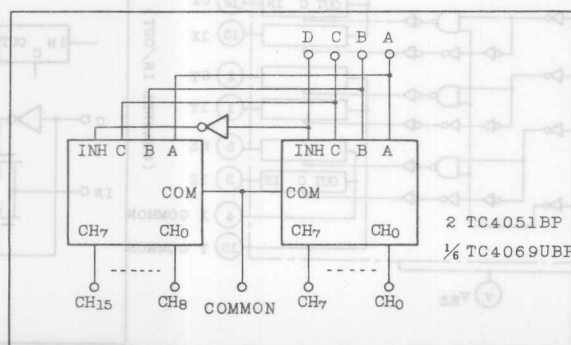 D C B A
INH C B A
INH C B A
COM
COM
CH7 CH0
CH7 CH0
2 TC4051BP
1/6 TC4069UBP
CH15 CH8 COMMON CH7 CH0